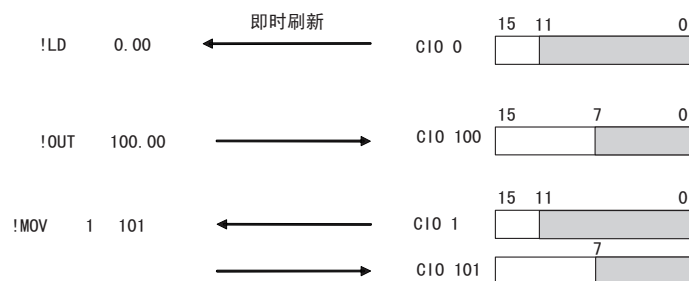 即时刷新
15 11 0
!LD 0.00 CIO 0
15 7 0
!OUT 100.00 CIO 100
15 11 0
!MOV 1 101 CIO 1
7
CIO 101